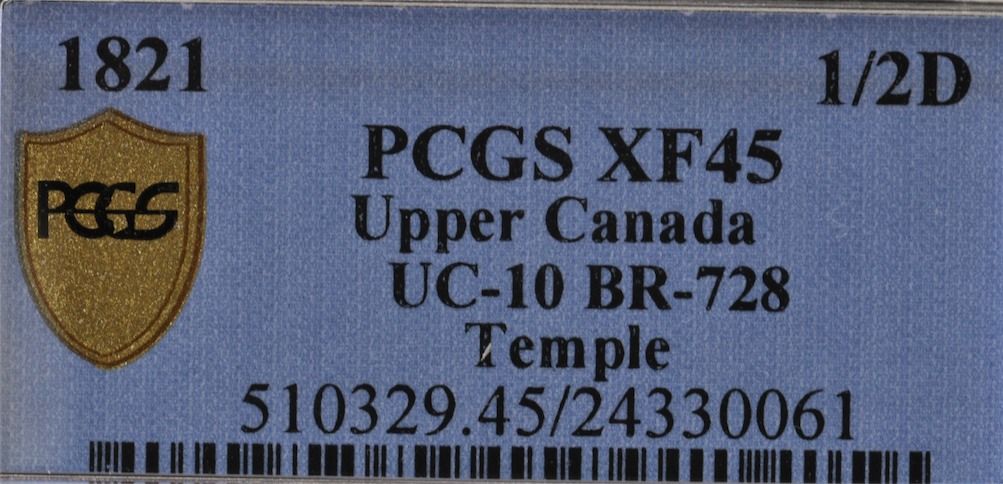 1821 1/2D
PCGS XF45
PCGS
Upper Canada
UC-10 BR-728
Temple
510329.45/24330061